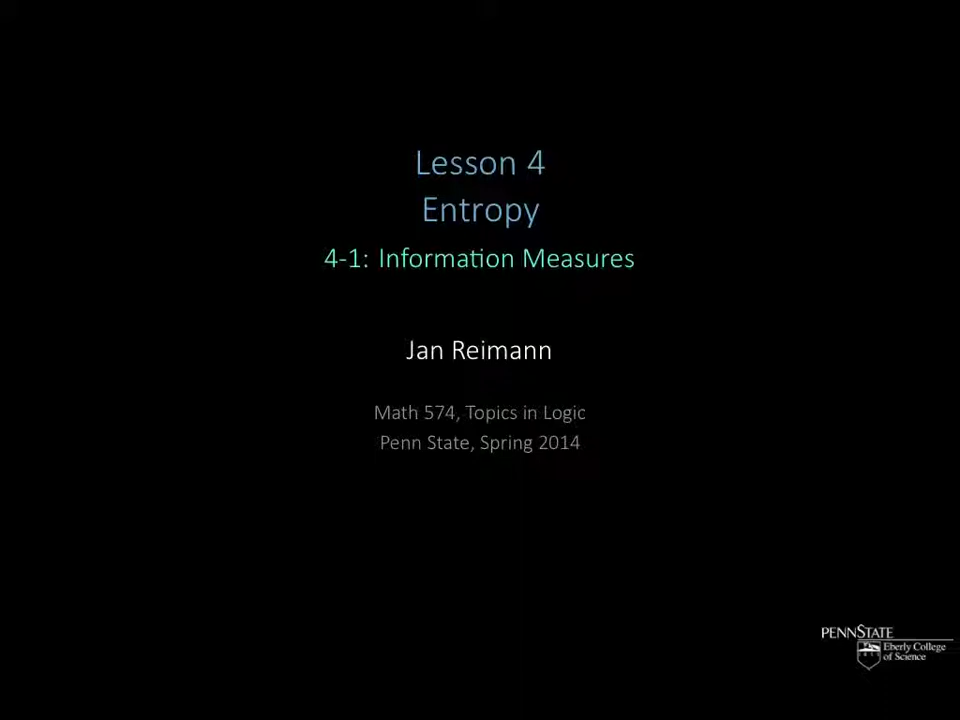 Lesson 4
Entropy
4-1: Information Measures
Jan Reimann
Math 574, Topics in Logic
Penn State, Spring 2014
PENNSTATE
Eberly College
of Science